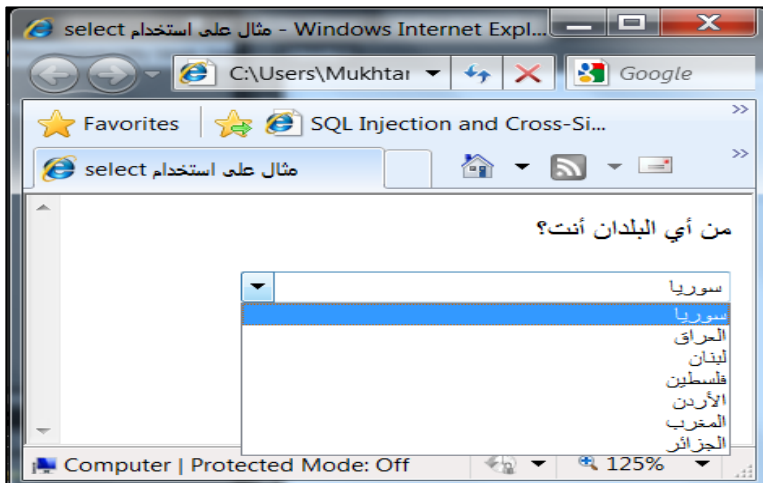 مثال على استخدام select - Windows Internet Expl...
C:\Users\Mukhtar
Google
Favorites
SQL Injection and Cross-Si...
مثال على استخدام select
من أي البلدان أنت؟
سوريا
سوريا
العراق
لبنان
فلسطين
الأردن
المغرب
الجزائر
Computer | Protected Mode: Off
125%